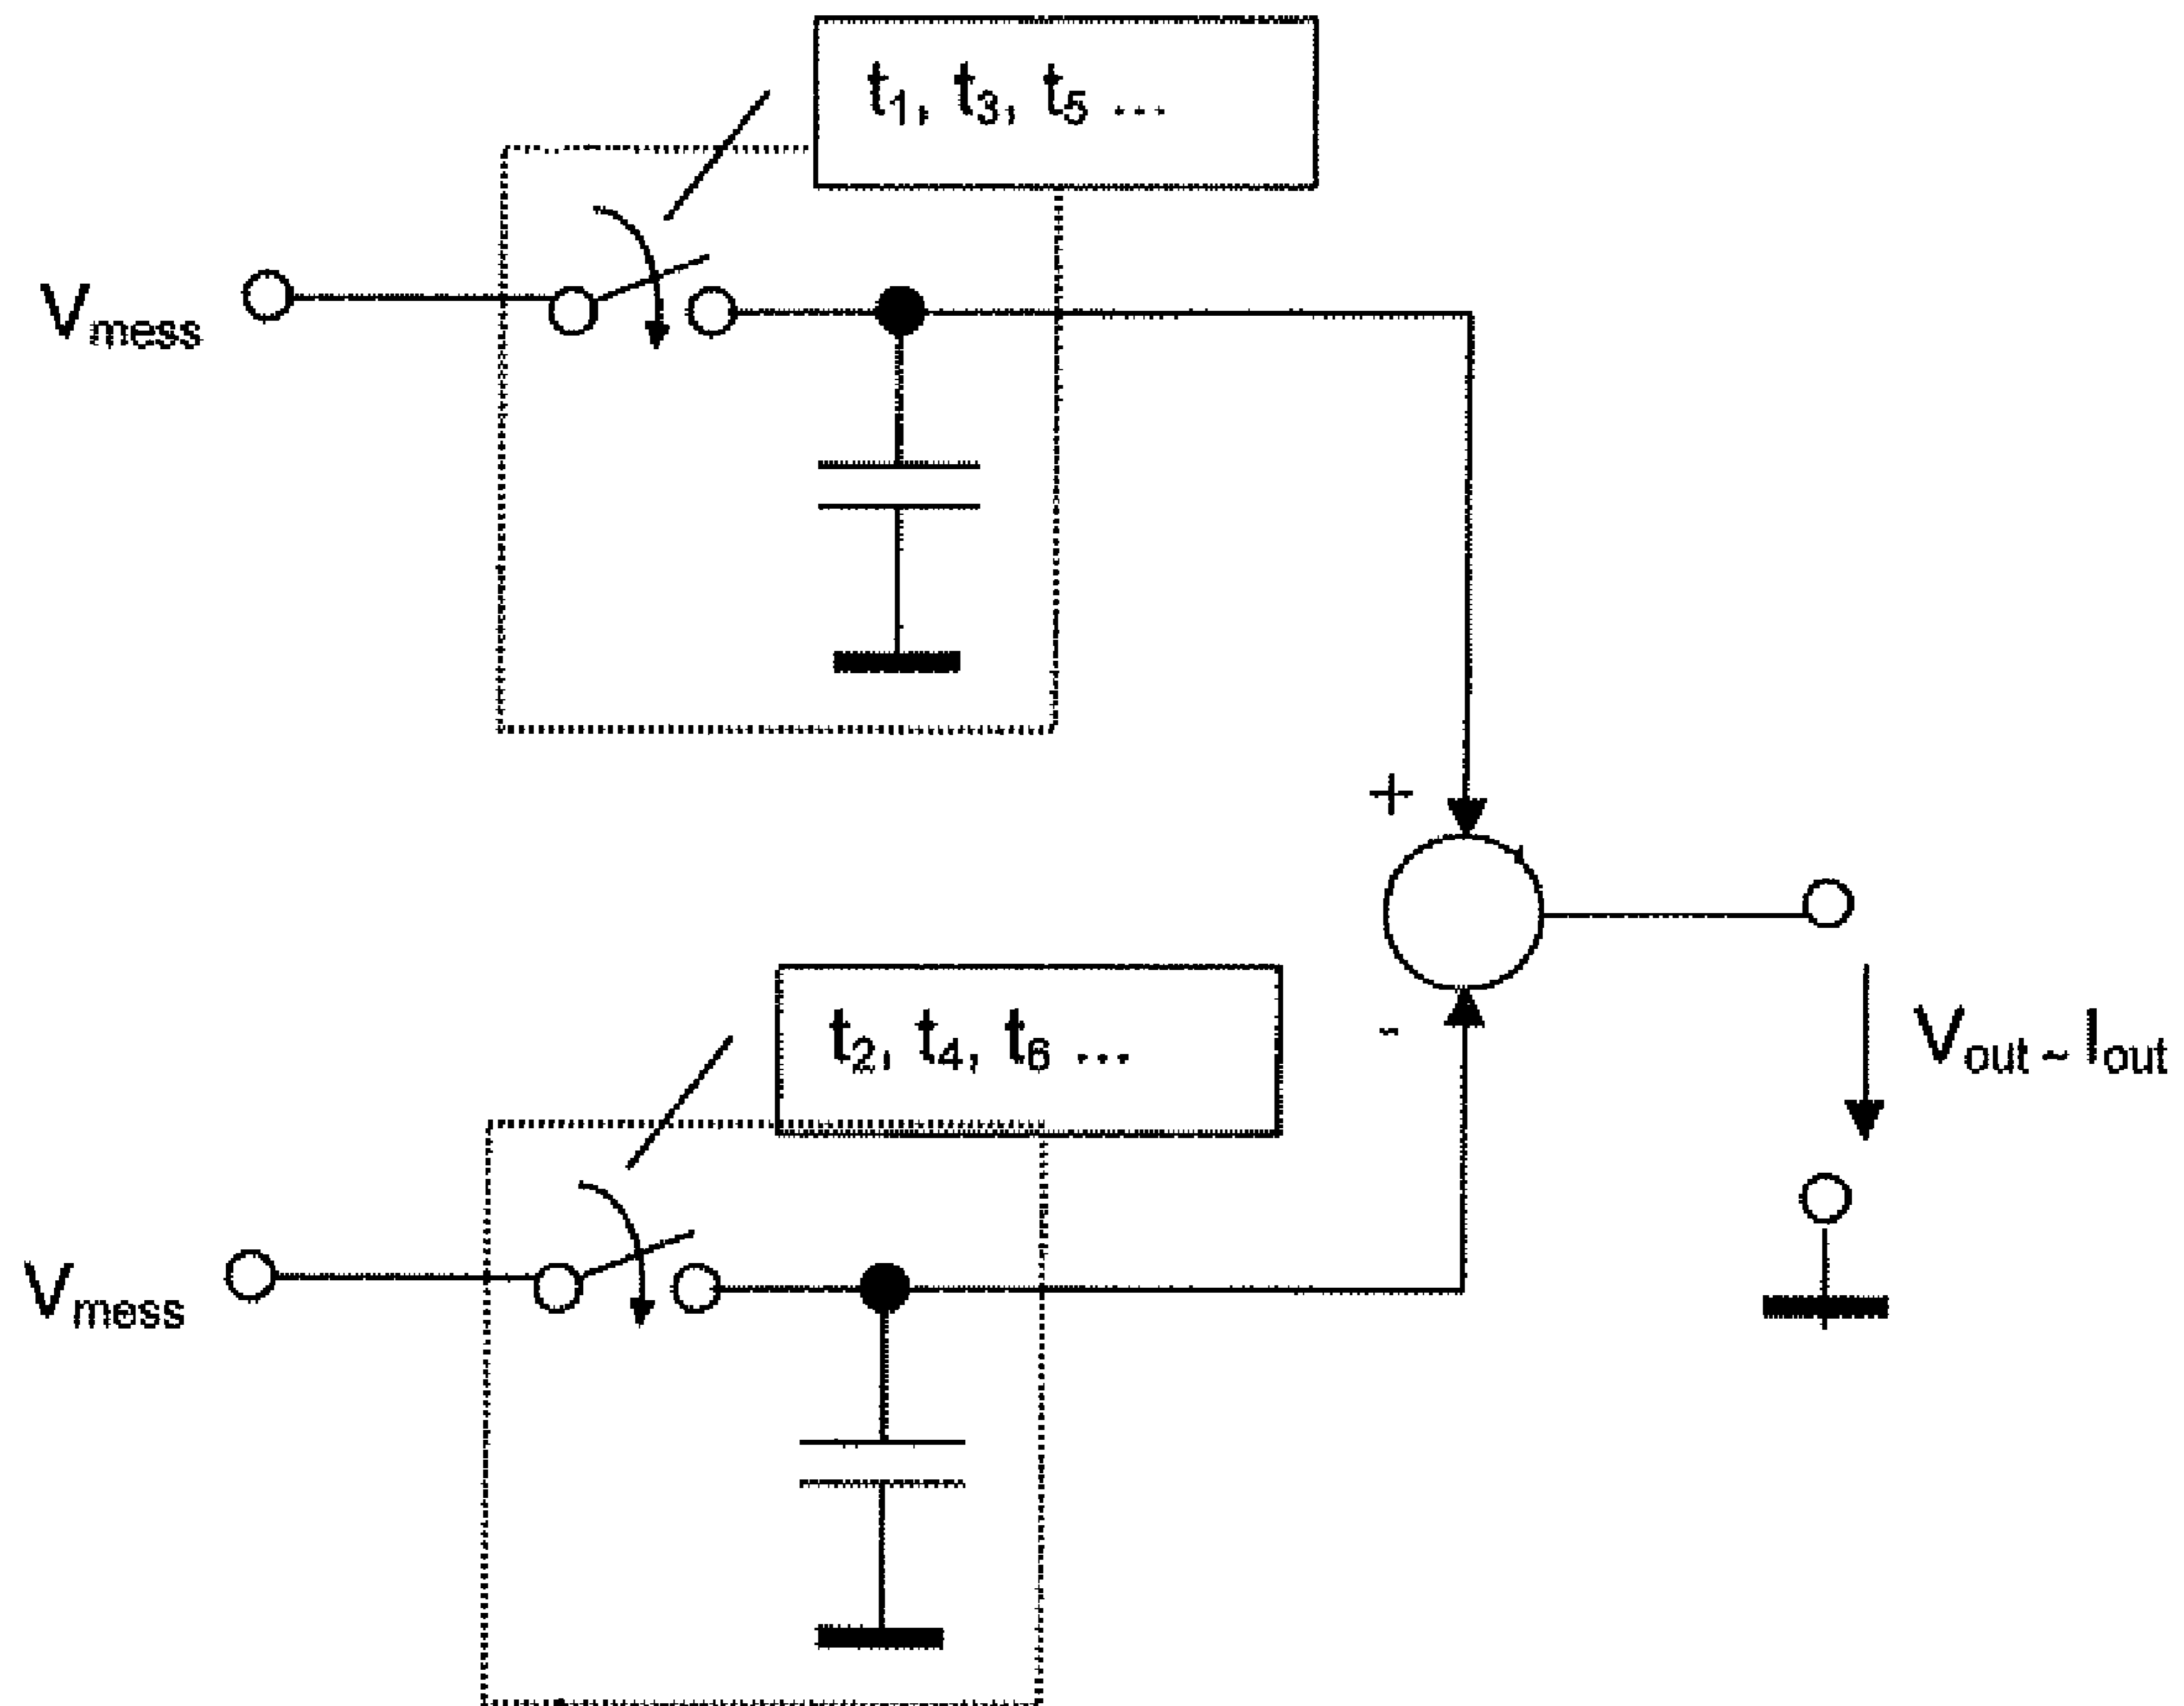 t₁, t₃, t₅ ...
Vmess
+
-
t₂, t₄, t₆ ...
Vout ~ Iout
Vmess